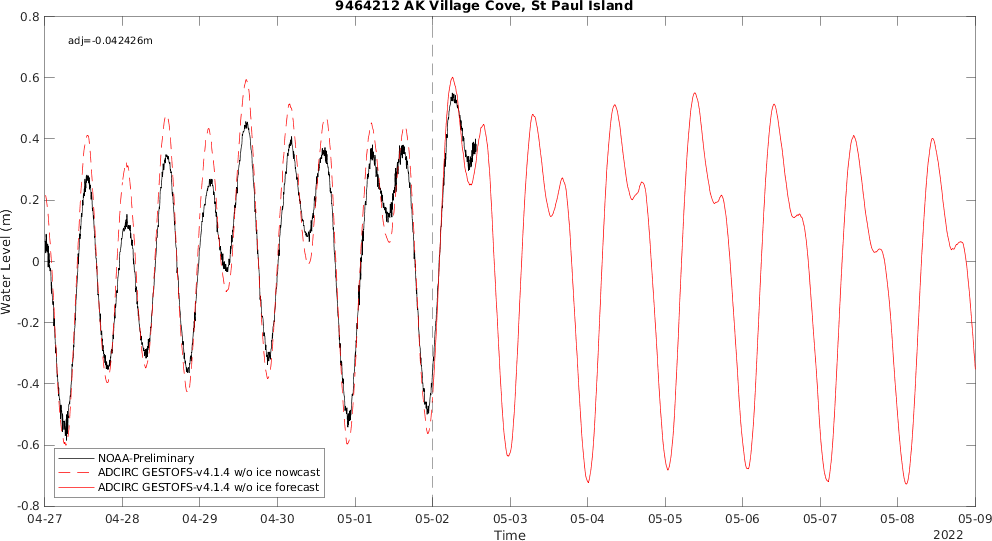 9464212 AK Village Cove, St Paul Island
adj=-0.042426m
0.8
0.6
0.4
0.2
0
-0.2
-0.4
-0.6
-0.8
Water Level (m)
NOAA-Preliminary
ADCIRC GESTOFS-v4.1.4 w/o ice nowcast
ADCIRC GESTOFS-v4.1.4 w/o ice forecast
04-27 04-28 04-29 04-30 05-01 05-02 05-03 05-04 05-05 05-06 05-07 05-08 05-09
Time
2022